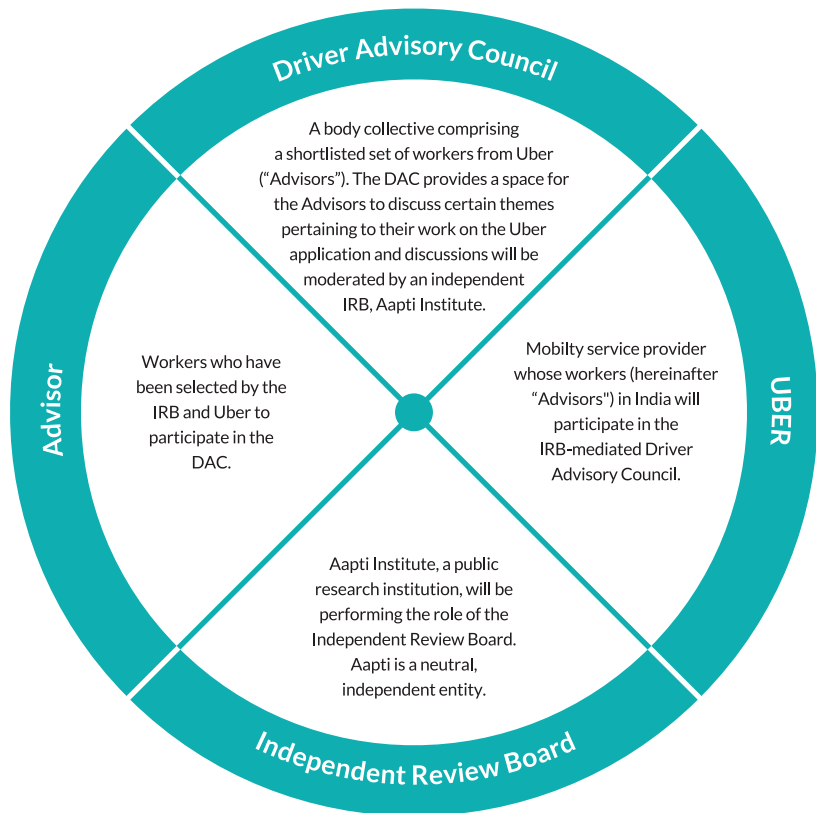 Driver Advisory Council
A body collective comprising
a shortlisted set of workers from Uber
(“Advisors”). The DAC provides a space for
the Advisors to discuss certain themes
pertaining to their work on the Uber
application and discussions will be
moderated by an independent
IRB, Aapti Institute.
Advisor
Workers who have
been selected by the
IRB and Uber to
participate in the
DAC.
Mobilty service provider
whose workers (hereinafter
“Advisors") in India will
participate in the
IRB-mediated Driver
Advisory Council.
UBER
Aapti Institute, a public
research institution, will be
performing the role of the
Independent Review Board.
Aapti is a neutral,
independent entity.
Independent Review Board